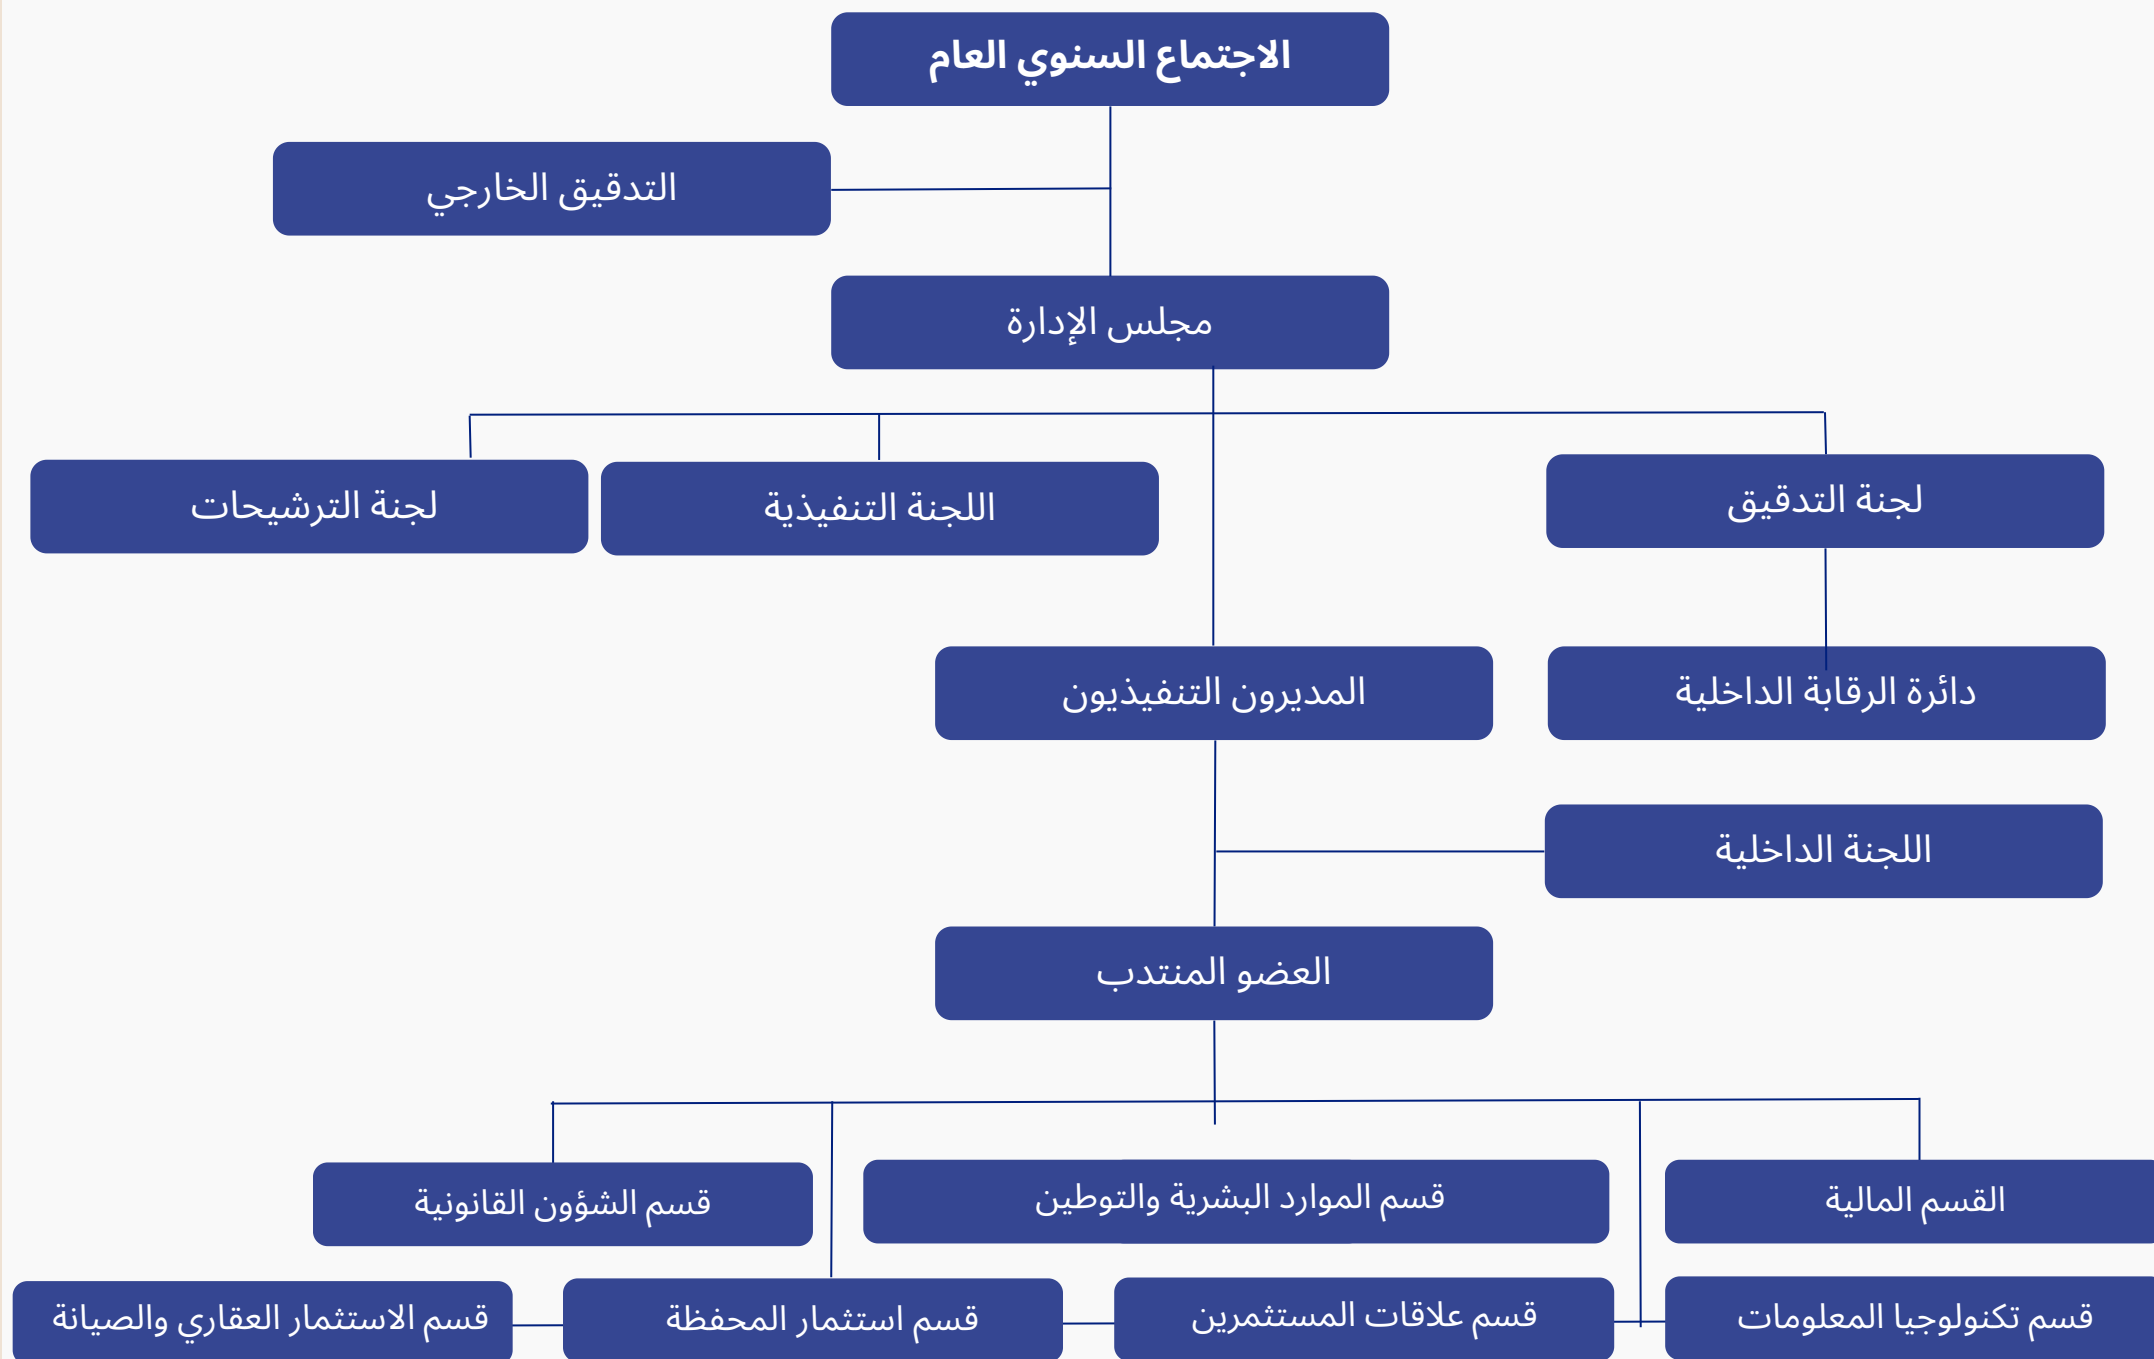 الاجتماع السنوي العام
التدقيق الخارجي
مجلس الإدارة
لجنة التدقيق
اللجنة التنفيذية
لجنة الترشيحات
دائرة الرقابة الداخلية
المديرون التنفيذيون
اللجنة الداخلية
العضو المنتدب
القسم المالية
قسم الموارد البشرية والتوطين
قسم الشؤون القانونية
قسم تكنولوجيا المعلومات
قسم علاقات المستثمرين
قسم استثمار المحفظة
قسم الاستثمار العقاري والصيانة